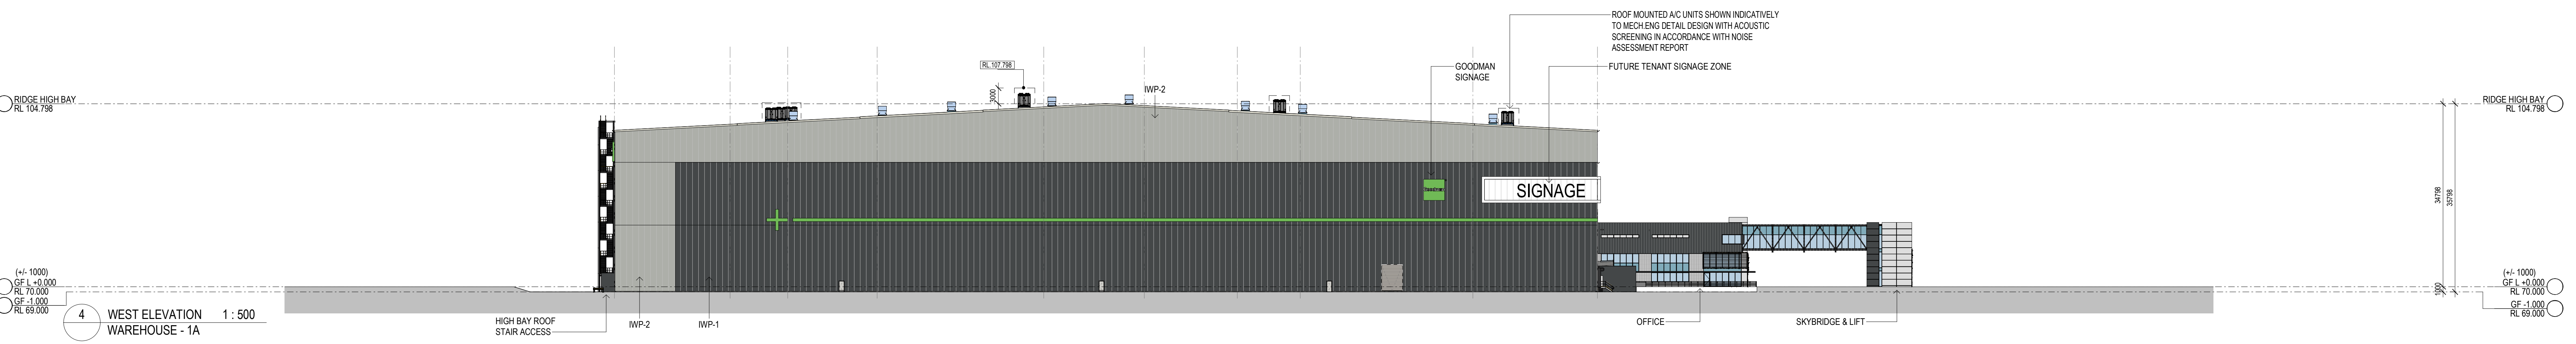 ROOF MOUNTED A/C UNITS SHOWN INDICATIVELY
TO MECH.ENG DETAIL DESIGN WITH ACOUSTIC
SCREENING IN ACCORDANCE WITH NOISE
ASSESSMENT REPORT
RL.107.798
GOODMAN
SIGNAGE
FUTURE TENANT SIGNAGE ZONE
3000
IWP-2
RIDGE HIGH BAY
RL 104.798
RIDGE HIGH BAY
RL 104.798
SIGNAGE
34798
35798
(+/- 1000)
GF L +0.000
RL 70.000
GF -1.000
RL 69.000
(+/- 1000)
GF L +0.000
RL 70.000
GF -1.000
RL 69.000
1000
4
WEST ELEVATION 1 : 500
WAREHOUSE - 1A
HIGH BAY ROOF
STAIR ACCESS
IWP-2
IWP-1
OFFICE
SKYBRIDGE & LIFT